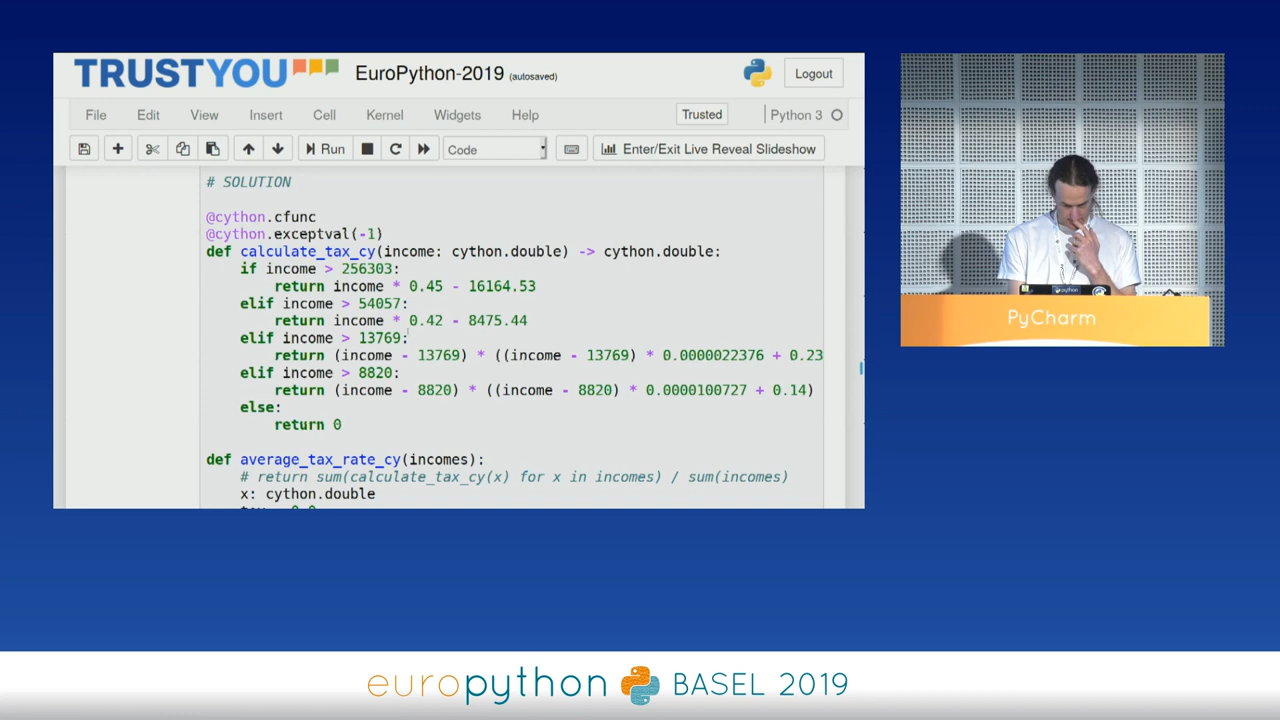 TRUSTYOU
EuroPython-2019 (autosaved)
Logout
File Edit View Insert Cell Kernel Widgets Help
Trusted
Python 3
Run
Code
Enter/Exit Live Reveal Slideshow
# SOLUTION
@cython.cfunc
@cython.exceptval(-1)
def calculate_tax_cy(income: cython.double) -> cython.double:
if income > 256303:
return income * 0.45 - 16164.53
elif income > 54057:
return income * 0.42 - 8475.44
elif income > 13769:
return (income - 13769) * ((income - 13769) * 0.0000022376 + 0.23
elif income > 8820:
return (income - 8820) * ((income - 8820) * 0.0000100727 + 0.14)
else:
return 0
def average_tax_rate_cy(incomes):
# return sum(calculate_tax_cy(x) for x in incomes) / sum(incomes)
x: cython.double
PyCharm
europython BASEL 2019